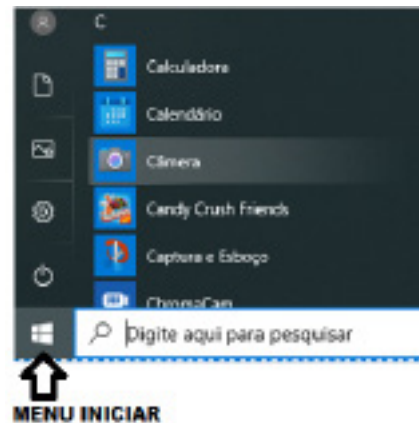 C
Calculadora
Calendário
Câmera
Candy Crush Friends
Captura e Esboço
ChromaCam
Digite aqui para pesquisar
MENU INICIAR